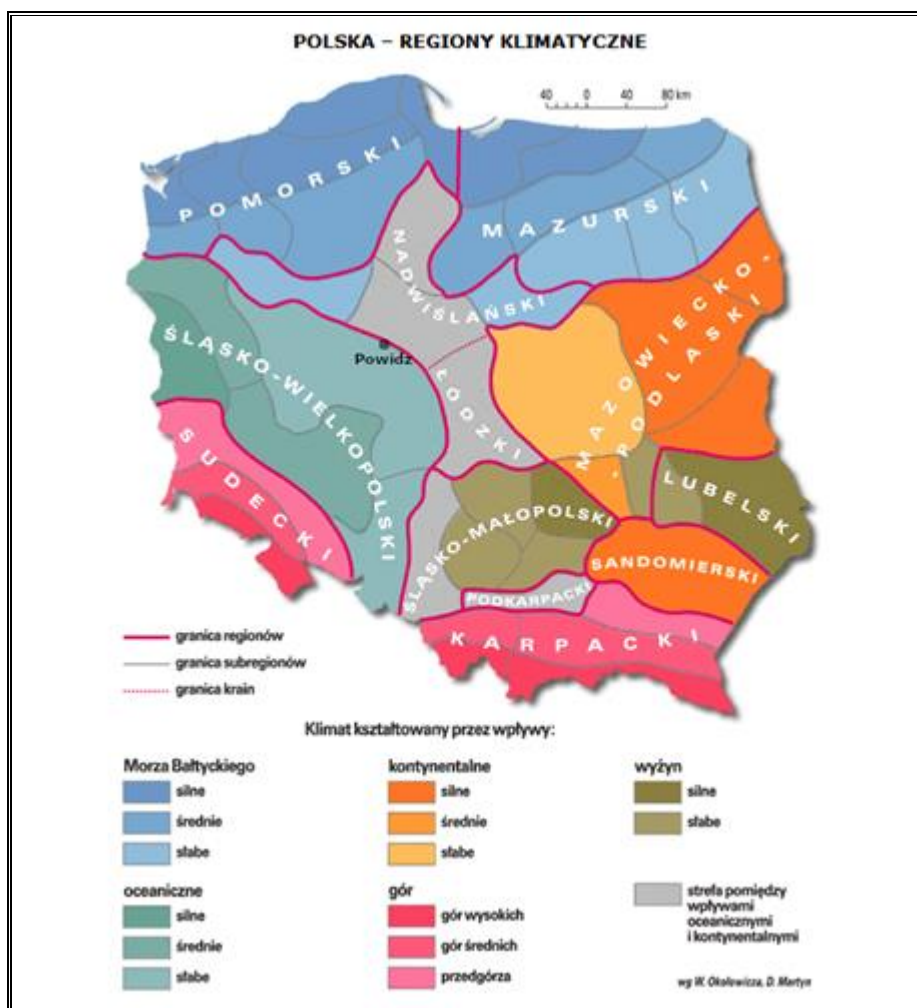 POLSKA – REGIONY KLIMATYCZNE
40 0 40 80 km
POMORSKI
MAZURSKI
NADWIŚLAŃSKI
MAZOWIECKO-
-PODLASKI
Powidz
ŚLĄSKO-WIELKOPOLSKI
ŁÓDZKI
SUDECKI
LUBELSKI
ŚLĄSKO-MAŁOPOLSKI
SANDOMIERSKI
PODKARPACKI
KARPACKI
granica regionów
granica subregionów
granica krain
Klimat kształtowany przez wpływy:
Morza Bałtyckiego
silne
średnie
słabe
kontynentalne
silne
średnie
słabe
wyżyn
silne
słabe
oceaniczne
silne
średnie
słabe
gór
gór wysokich
gór średnich
przedgórza
strefa pomiędzy
wpływami
oceanicznymi
i kontynentalnymi
wg W. Okołowicza, D. Martyn